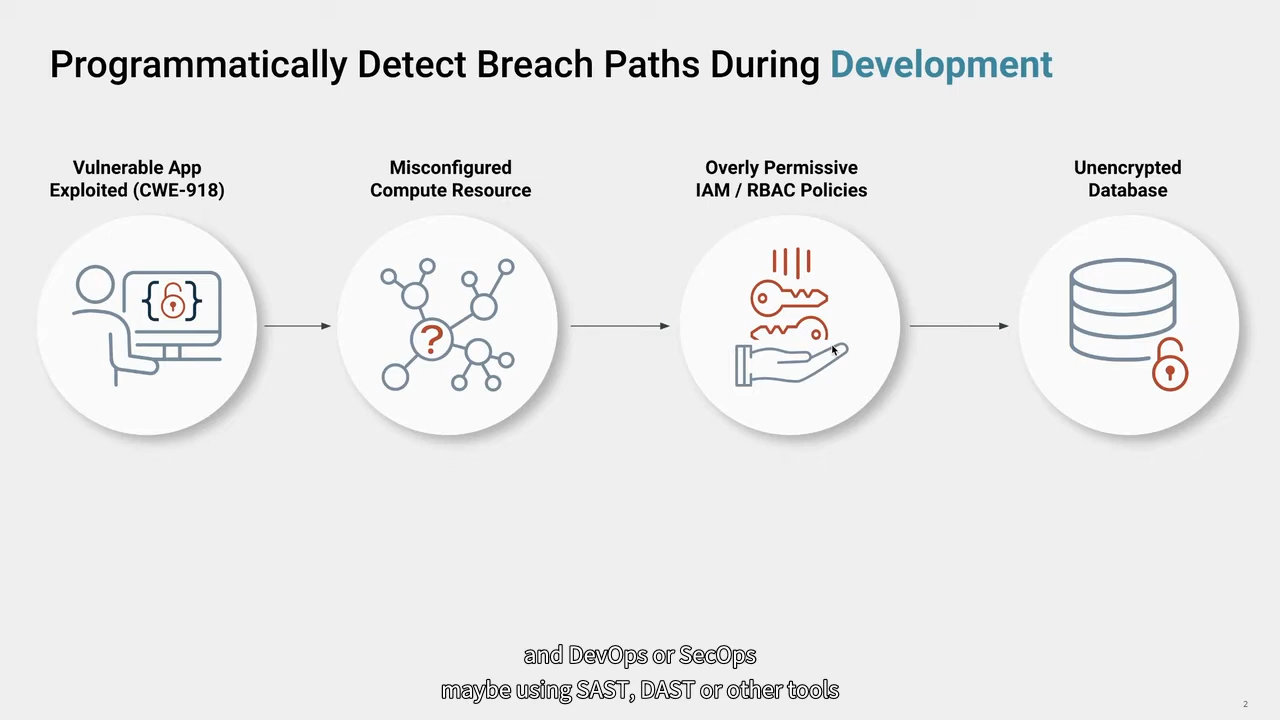 Programmatically Detect Breach Paths During Development
Vulnerable App
Exploited (CWE-918)
Misconfigured
Compute Resource
Overly Permissive
IAM / RBAC Policies
Unencrypted
Database
{ }
?
and DevOps or SecOps
maybe using SAST, DAST or other tools
2